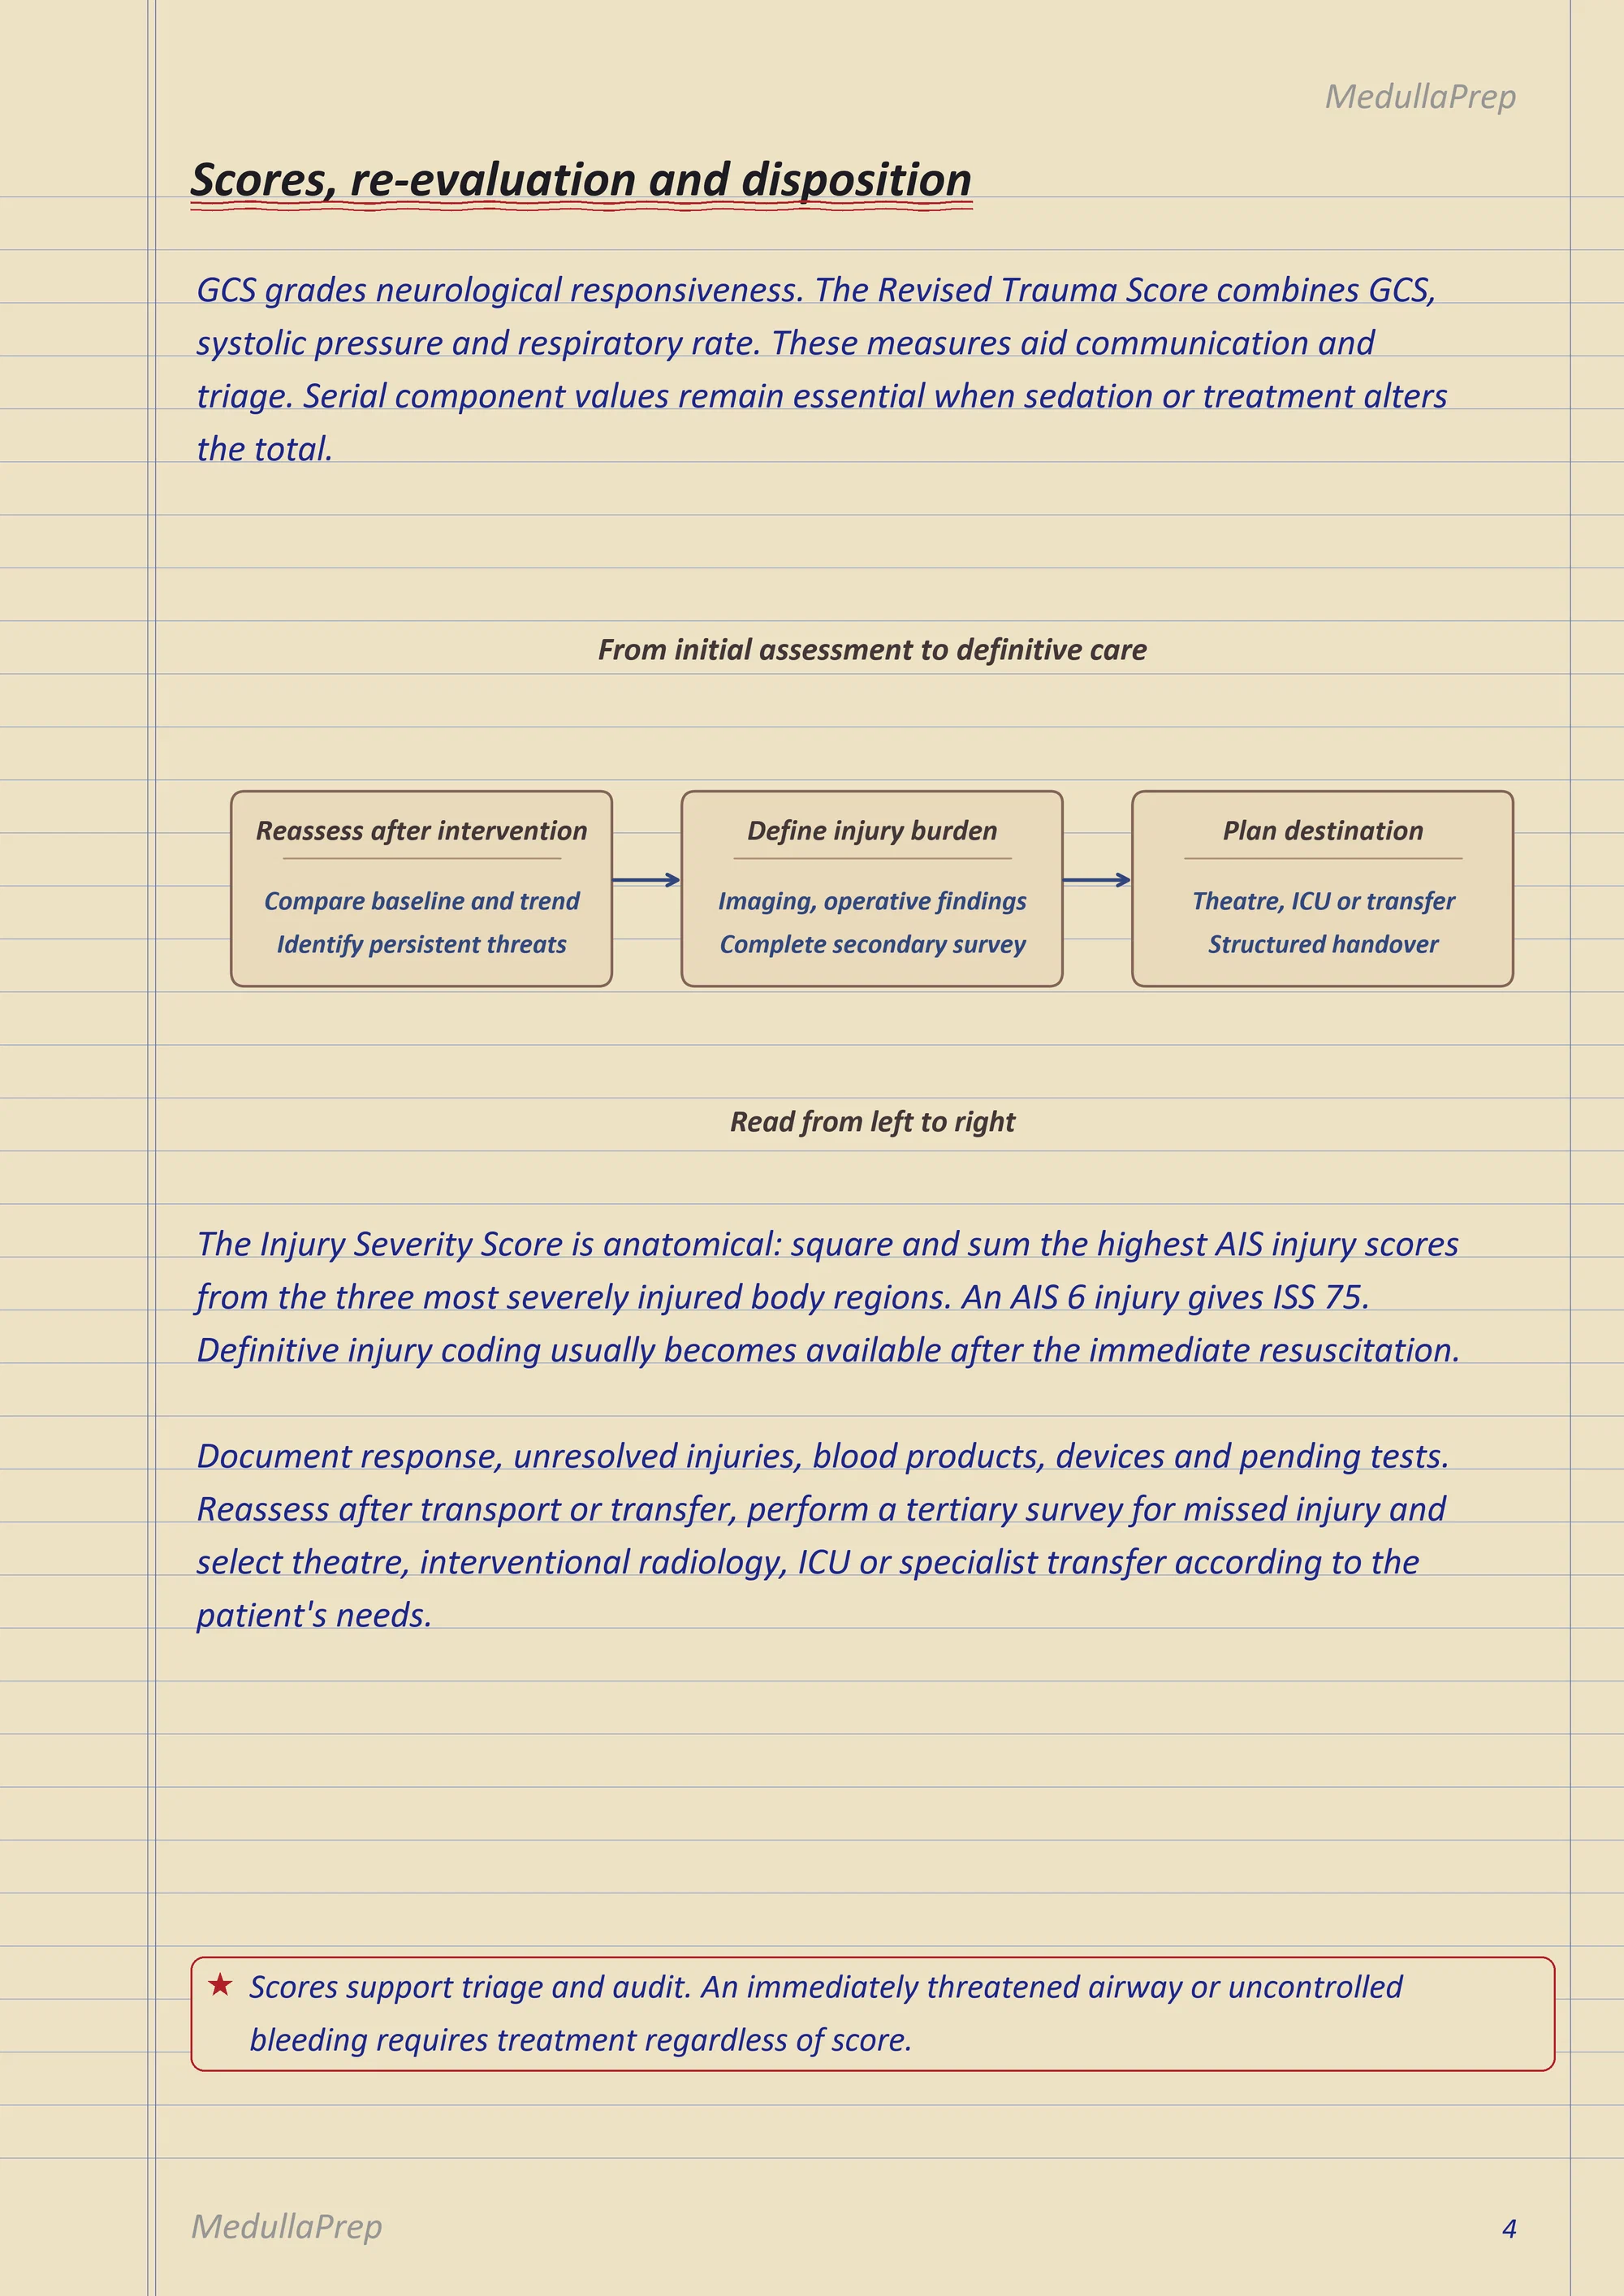 MedullaPrep
Scores, re-evaluation and disposition
GCS grades neurological responsiveness. The Revised Trauma Score combines GCS,
systolic pressure and respiratory rate. These measures aid communication and
triage. Serial component values remain essential when sedation or treatment alters
the total.
From initial assessment to definitive care
Reassess after intervention
Compare baseline and trend
Identify persistent threats
Define injury burden
Imaging, operative findings
Complete secondary survey
Plan destination
Theatre, ICU or transfer
Structured handover
Read from left to right
The Injury Severity Score is anatomical: square and sum the highest AIS injury scores
from the three most severely injured body regions. An AIS 6 injury gives ISS 75.
Definitive injury coding usually becomes available after the immediate resuscitation.
Document response, unresolved injuries, blood products, devices and pending tests.
Reassess after transport or transfer, perform a tertiary survey for missed injury and
select theatre, interventional radiology, ICU or specialist transfer according to the
patient's needs.
★ Scores support triage and audit. An immediately threatened airway or uncontrolled
bleeding requires treatment regardless of score.
MedullaPrep
4